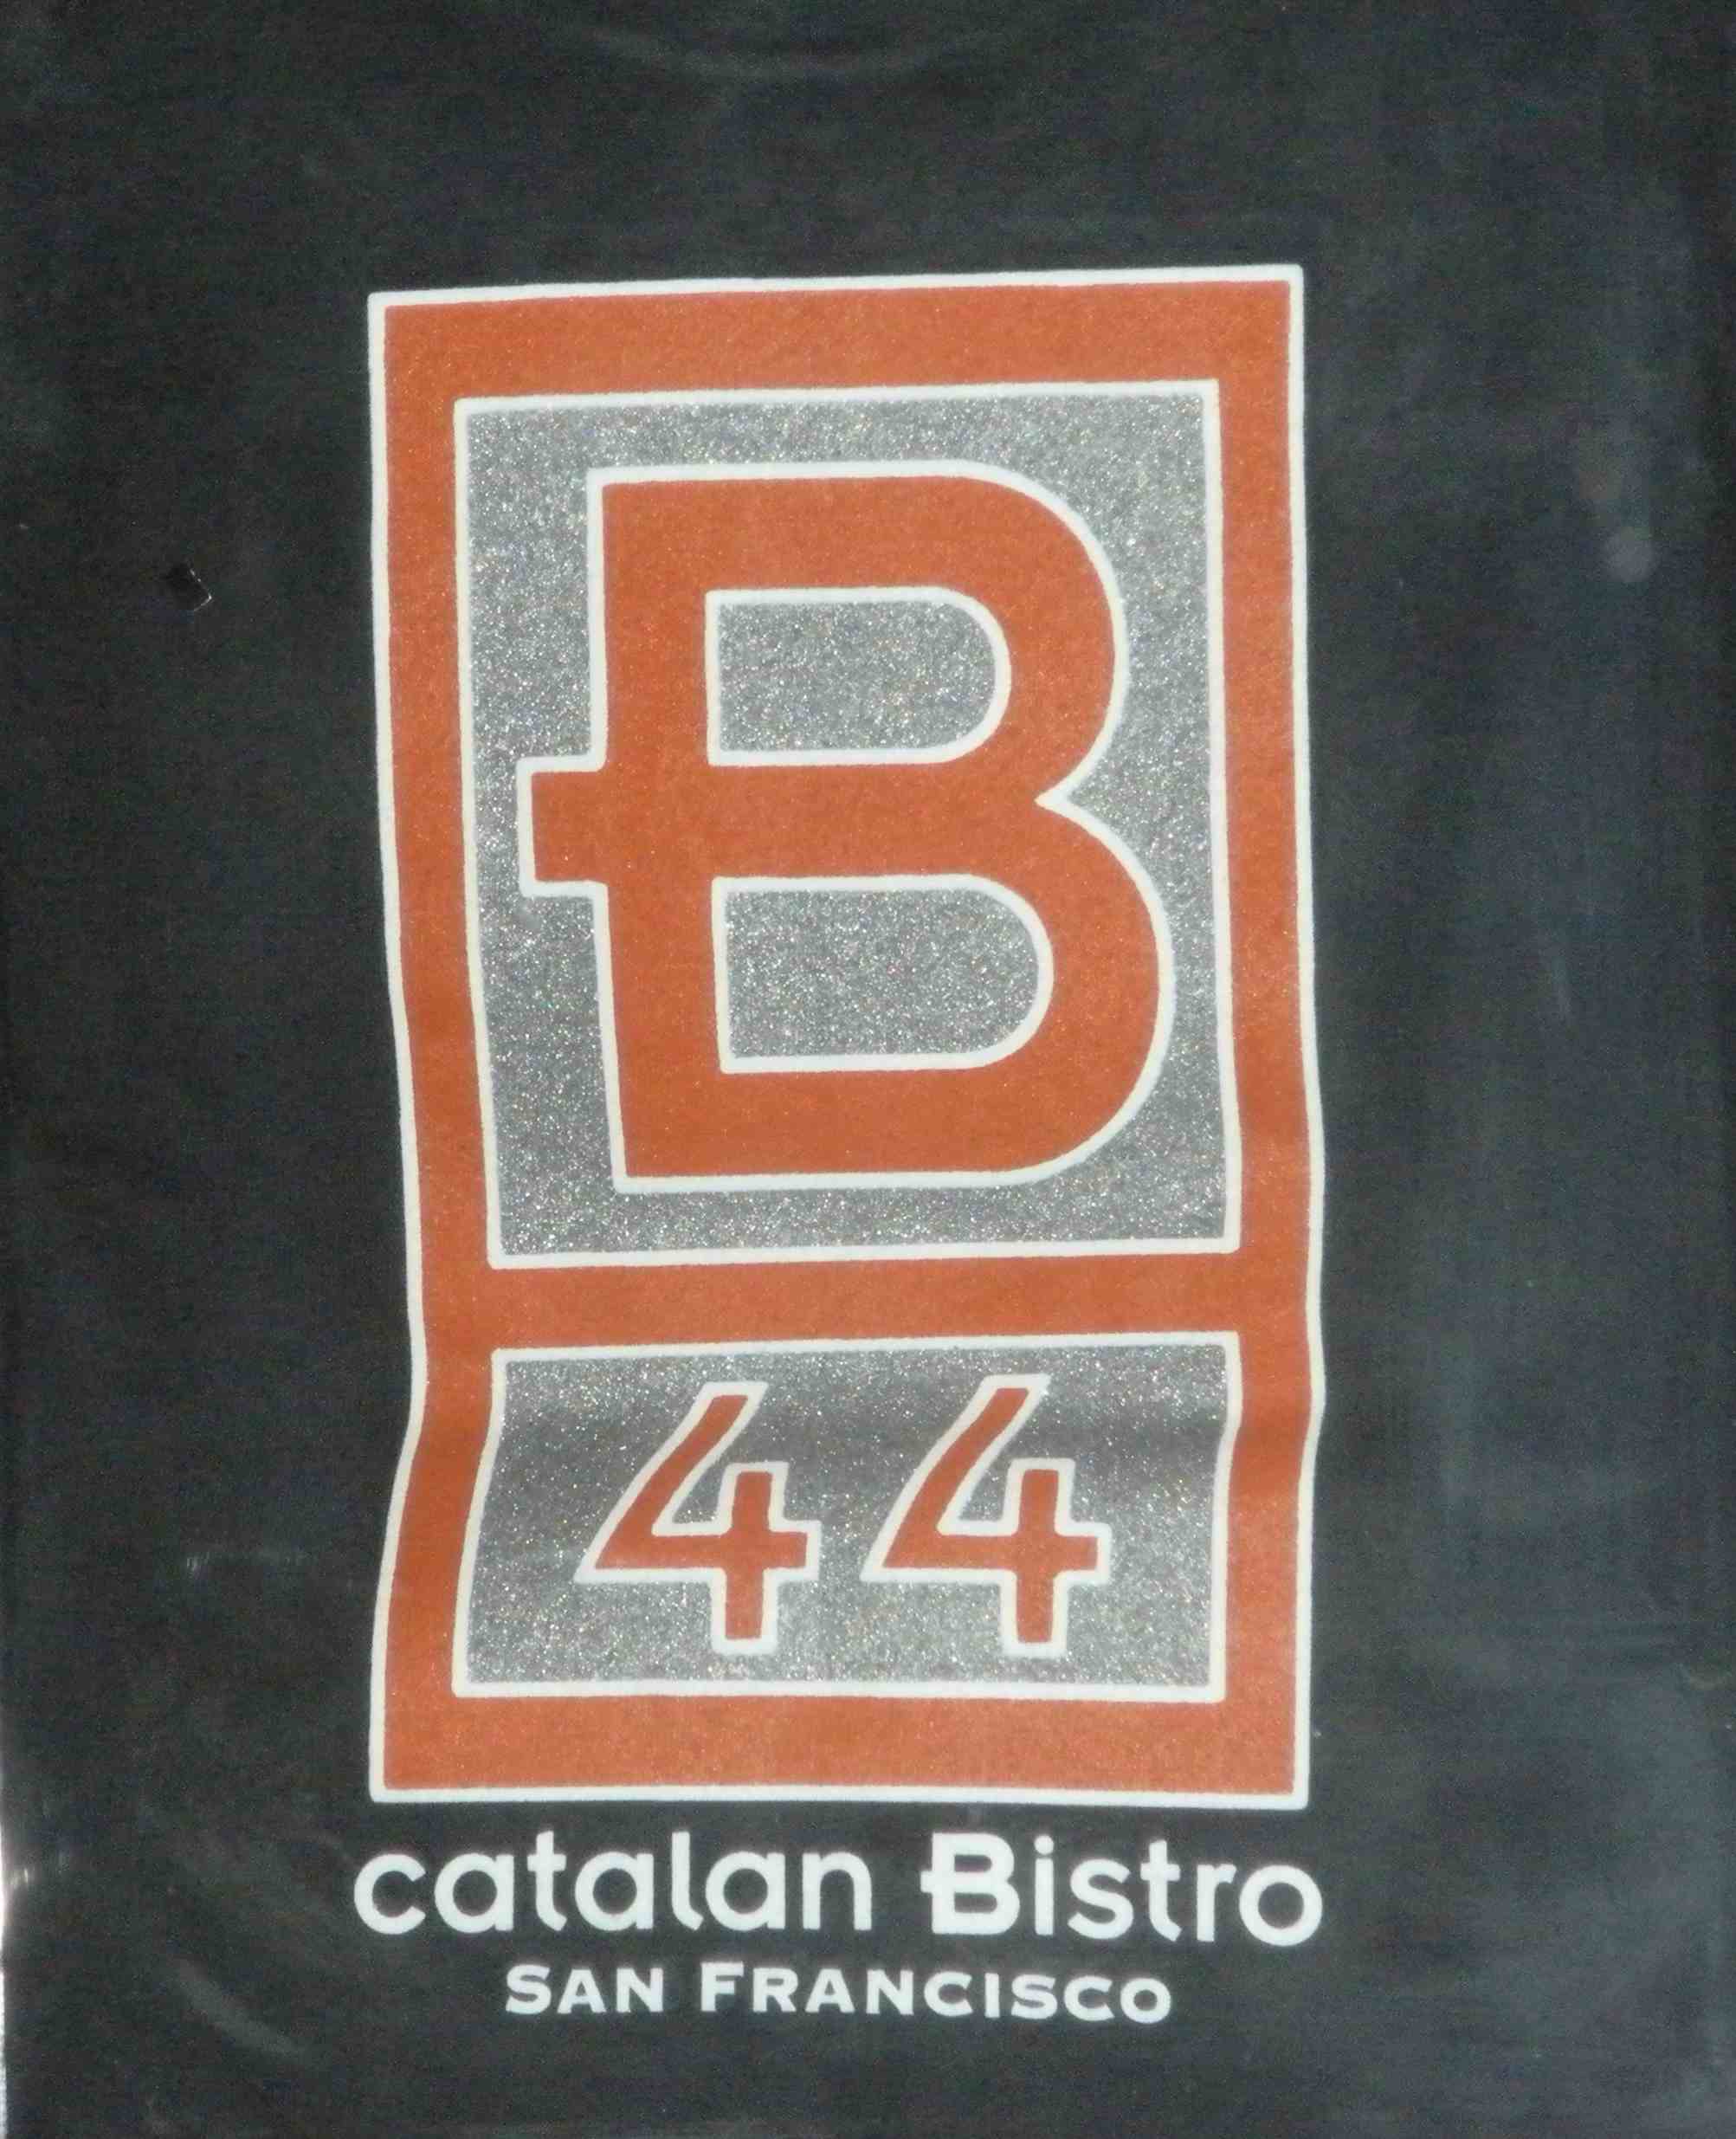 B
44
catalan Bistro
SAN FRANCISCO